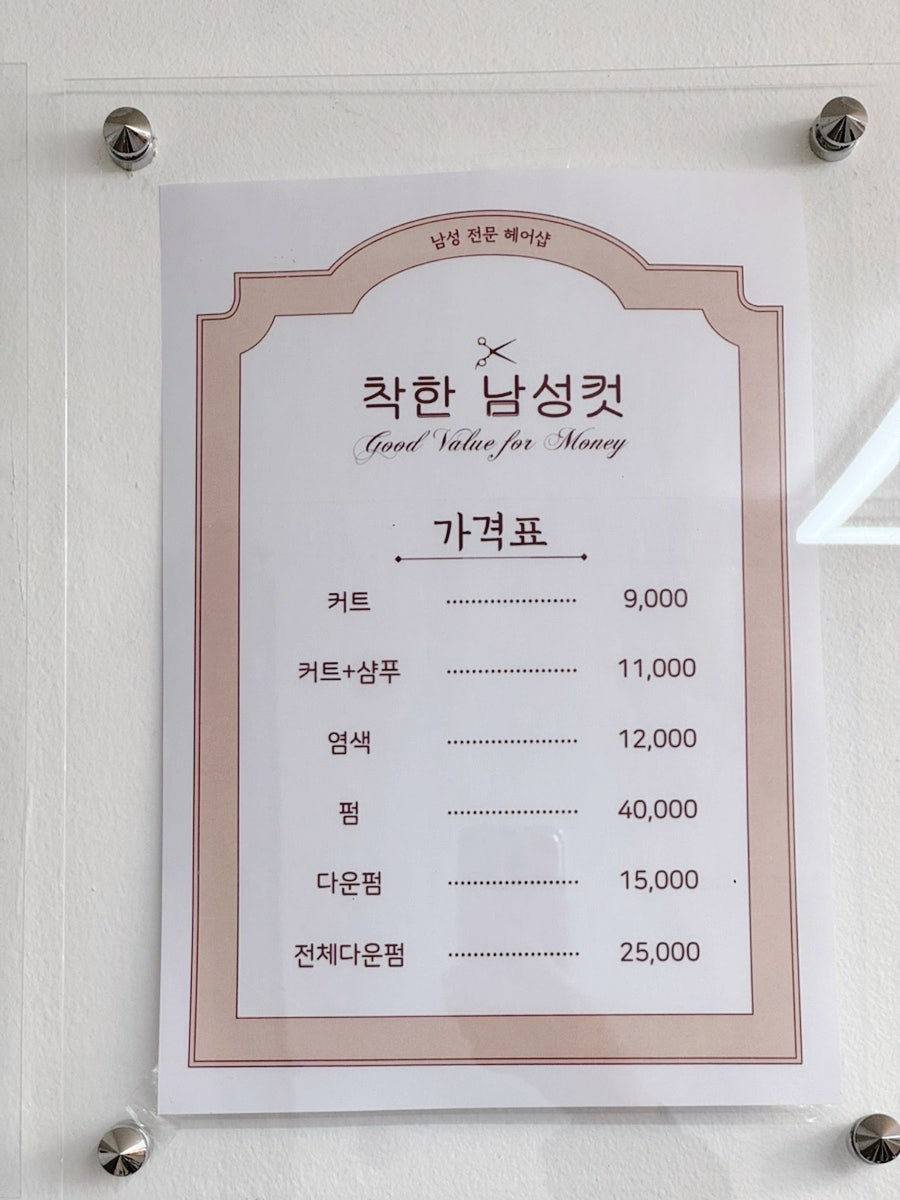 남성 전문 헤어샵
착한 남성컷
Good Value for Money
가격표
커트 ...................... 9,000
커트+샴푸 ...................... 11,000
염색 ...................... 12,000
펌 ...................... 40,000
다운펌 ...................... 15,000
전체다운펌 ...................... 25,000